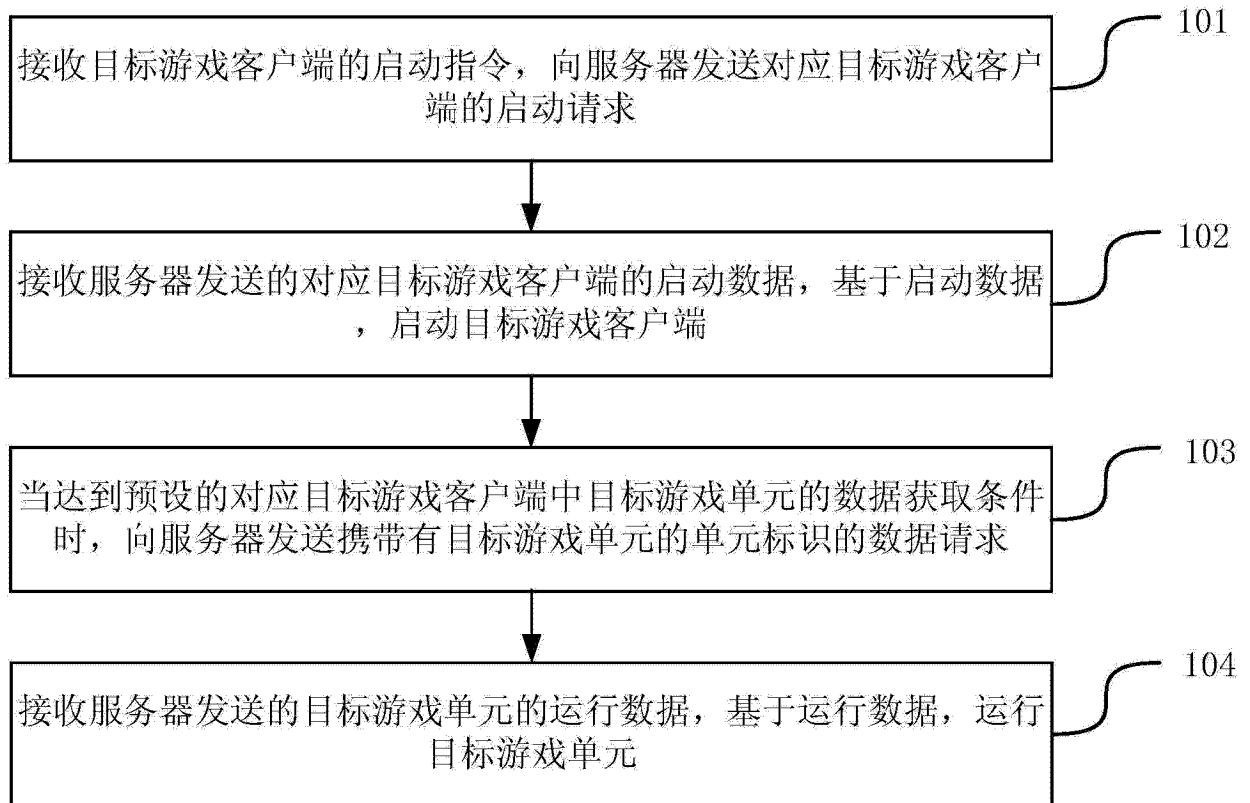 101
接收目标游戏客户端的启动指令，向服务器发送对应目标游戏客户
端的启动请求
102
接收服务器发送的对应目标游戏客户端的启动数据，基于启动数据
，启动目标游戏客户端
103
当达到预设的对应目标游戏客户端中目标游戏单元的数据获取条件
时，向服务器发送携带有目标游戏单元的单元标识的数据请求
104
接收服务器发送的目标游戏单元的运行数据，基于运行数据，运行
目标游戏单元